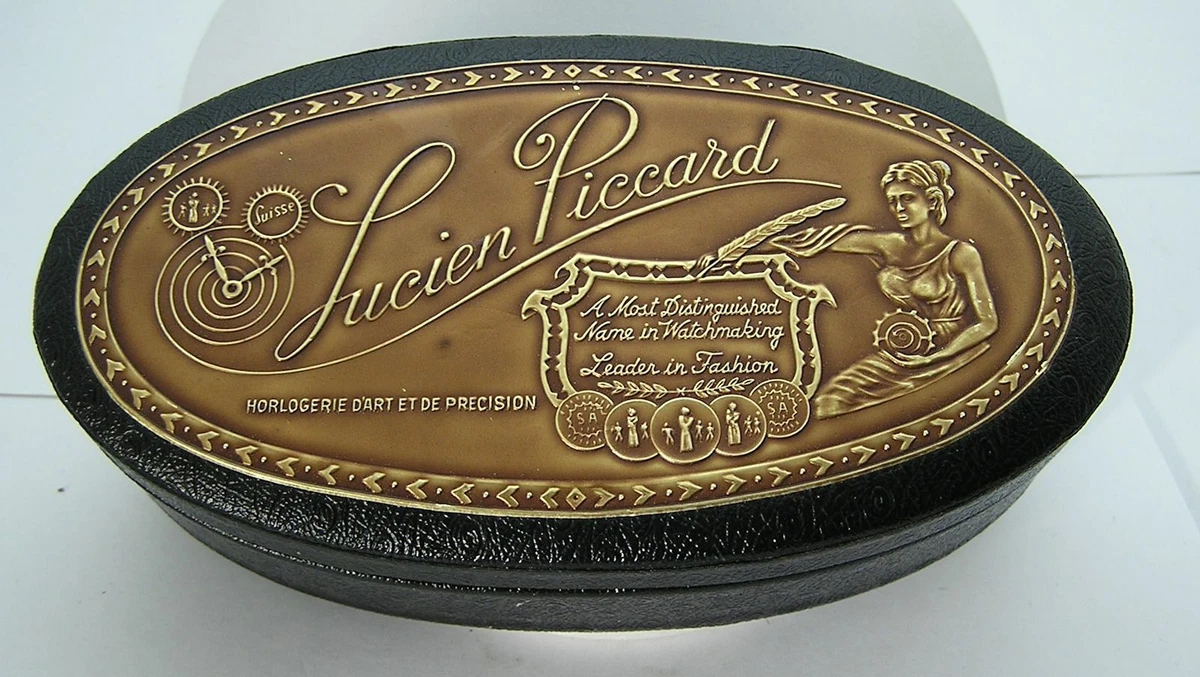 Suisse
Lucien Piccard
A Most Distinguished
Name in Watchmaking
Leader in Fashion
HORLOGERIE D'ART ET DE PRECISION
SA
SA